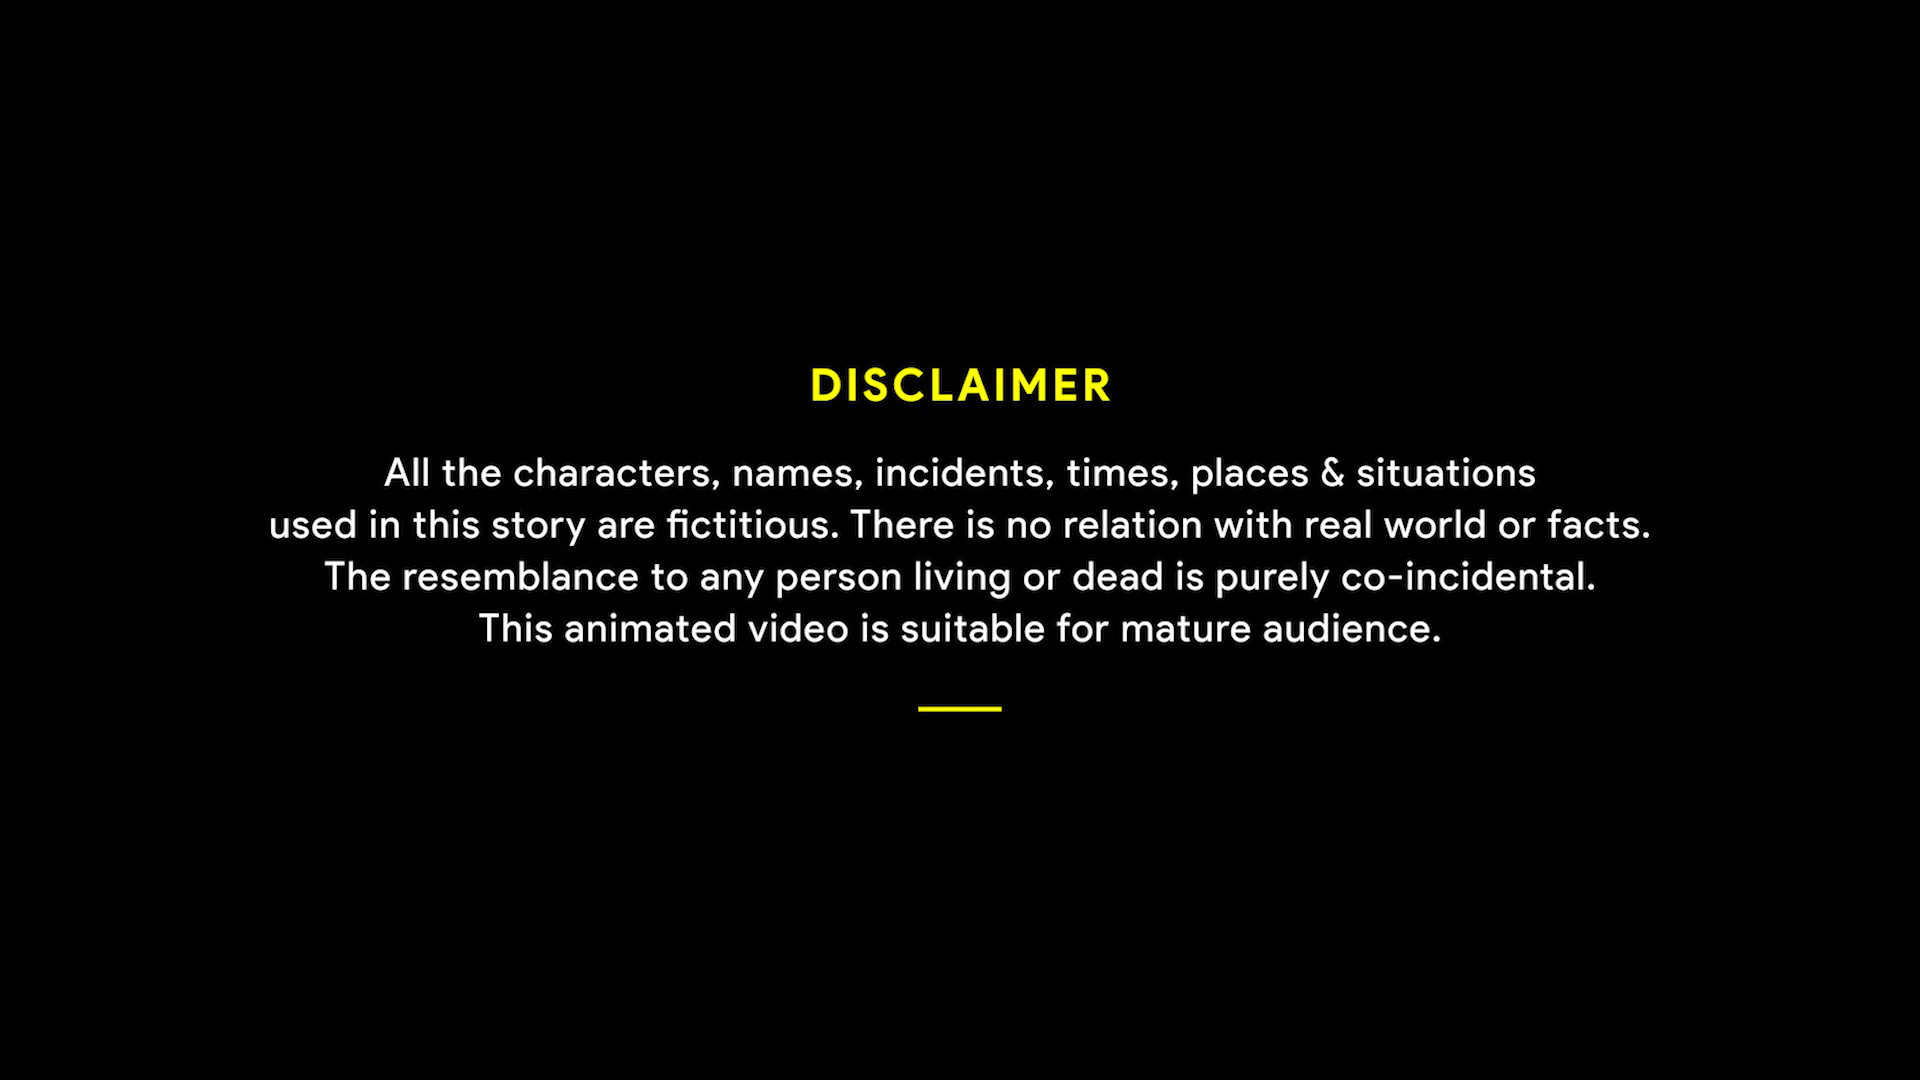 DISCLAIMER
All the characters, names, incidents, times, places & situations
used in this story are fictitious. There is no relation with real world or facts.
The resemblance to any person living or dead is purely co-incidental.
This animated video is suitable for mature audience.